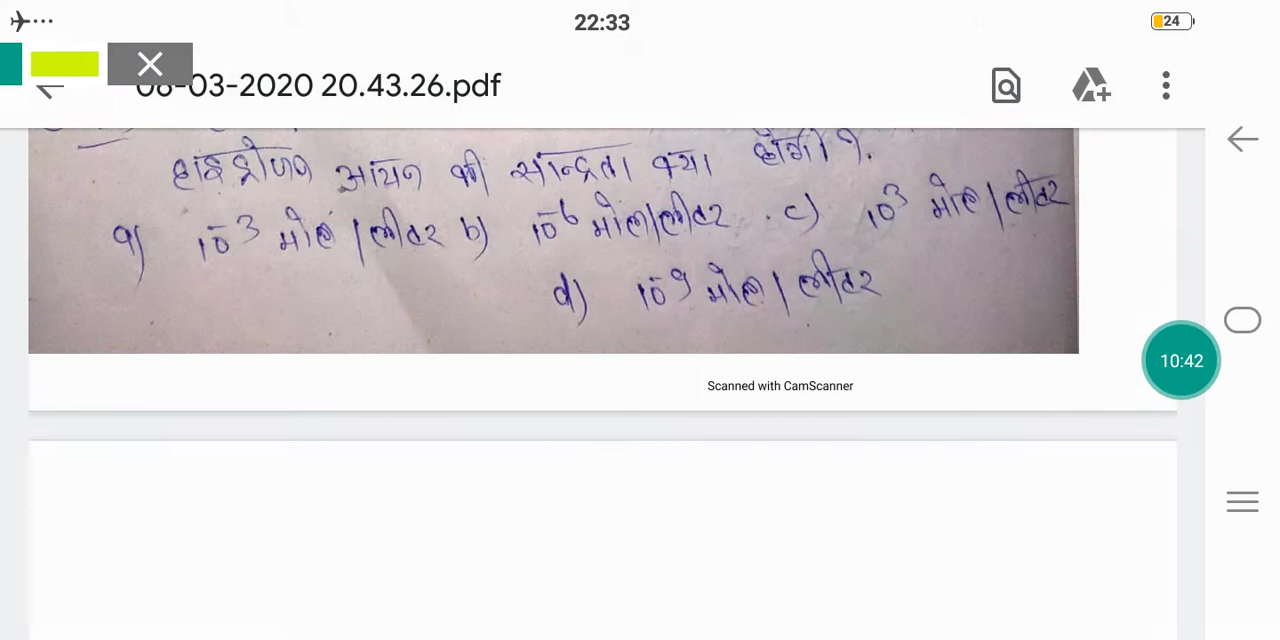 22:33
24
06-03-2020 20.43.26.pdf
हाइड्रोजन आयन की सान्द्रता क्या होगी ?.
a) 10⁻³ मोल/लीटर b) 10⁻⁶ मोल/लीटर . c) 10³ मोल/लीटर
d) 10⁻⁹ मोल/लीटर
10:42
Scanned with CamScanner